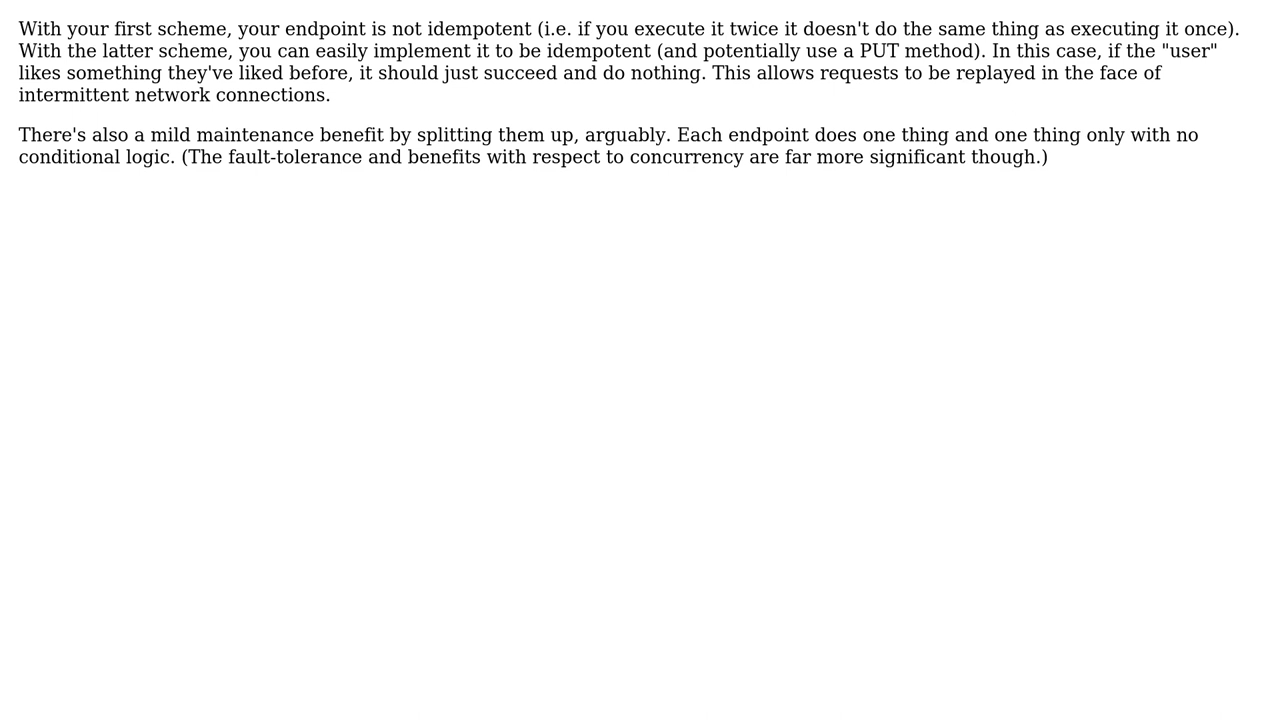 With your first scheme, your endpoint is not idempotent (i.e. if you execute it twice it doesn't do the same thing as executing it once).
With the latter scheme, you can easily implement it to be idempotent (and potentially use a PUT method). In this case, if the "user"
likes something they've liked before, it should just succeed and do nothing. This allows requests to be replayed in the face of
intermittent network connections.
There's also a mild maintenance benefit by splitting them up, arguably. Each endpoint does one thing and one thing only with no
conditional logic. (The fault-tolerance and benefits with respect to concurrency are far more significant though.)